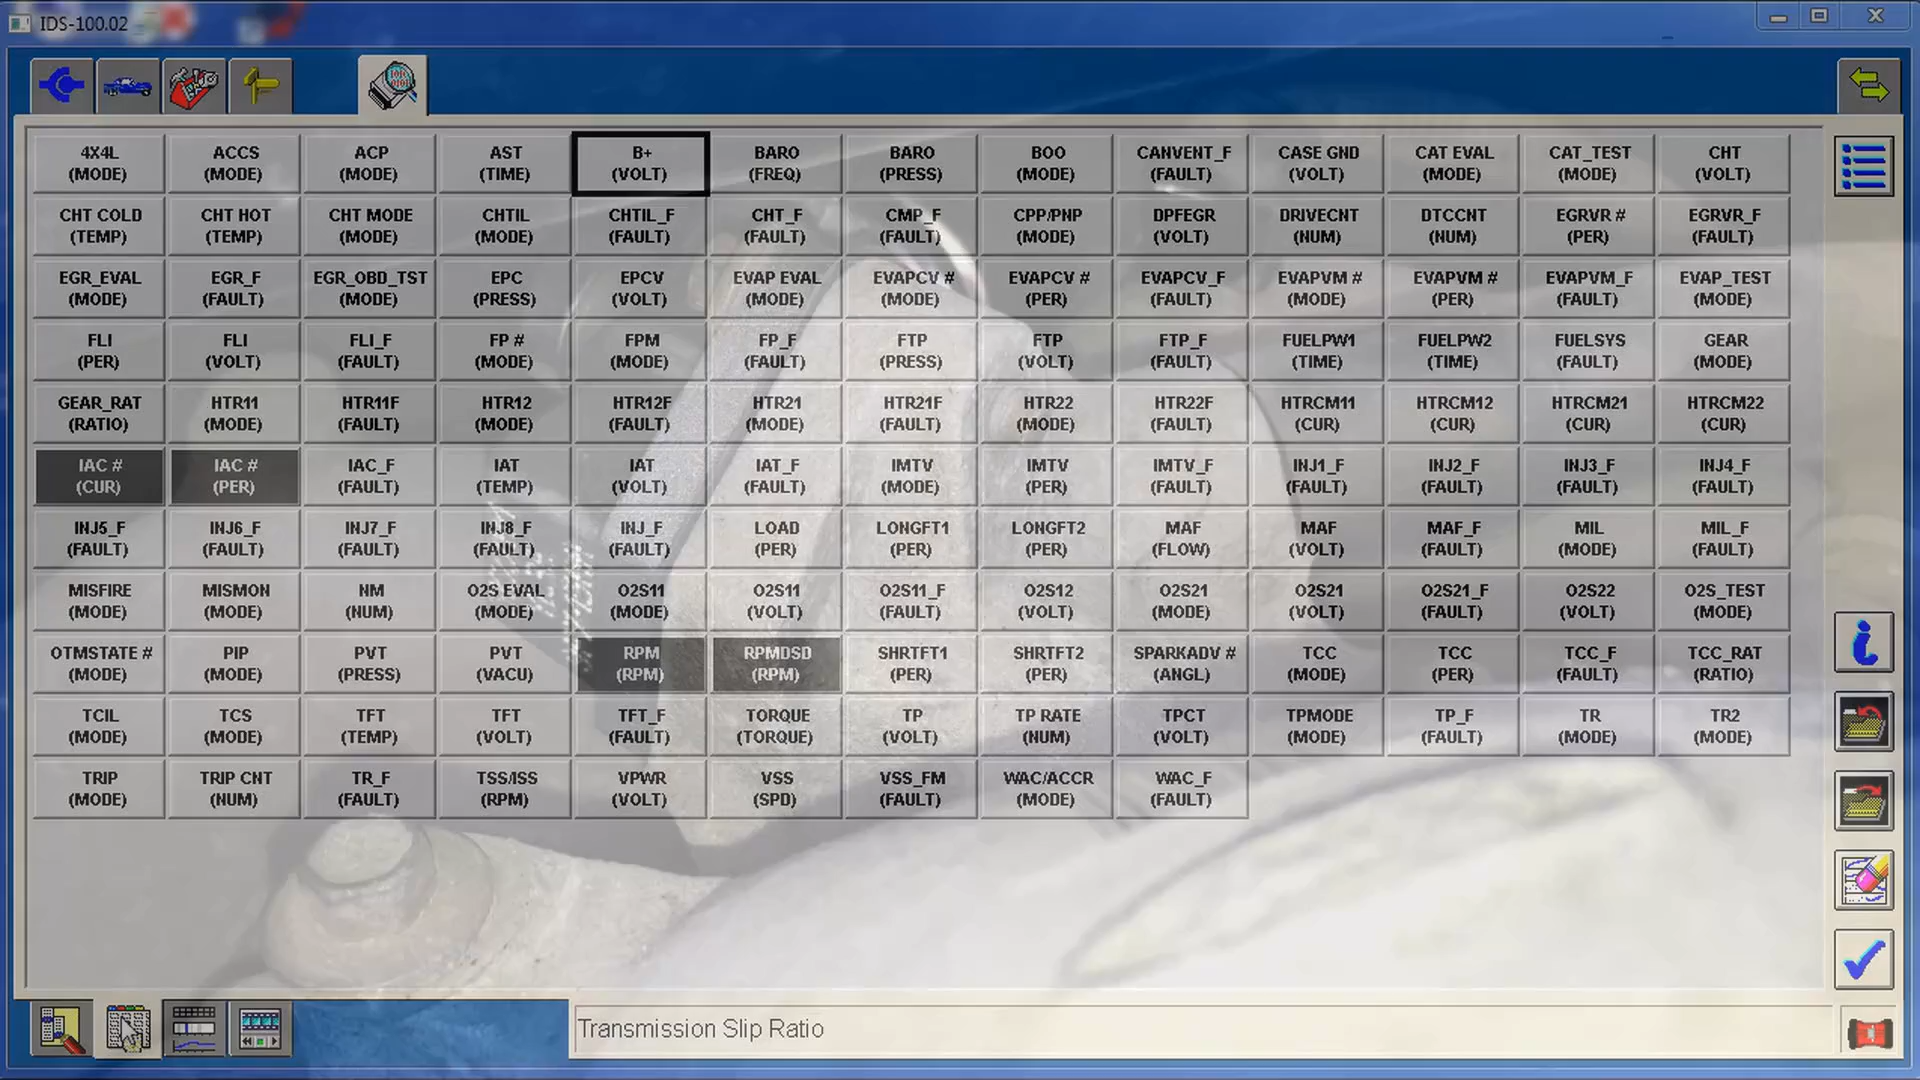 IDS-100.02
4X4L (MODE) ACCS (MODE) ACP (MODE) AST (TIME) B+ (VOLT) BARO (FREQ) BARO (PRESS) BOO (MODE) CANVENT_F (FAULT) CASE GND (VOLT) CAT EVAL (MODE) CAT_TEST (MODE) CHT (VOLT)
CHT COLD (TEMP) CHT HOT (TEMP) CHT MODE (MODE) CHTIL (MODE) CHTIL_F (FAULT) CHT_F (FAULT) CMP_F (FAULT) CPP/PNP (MODE) DPFEGR (VOLT) DRIVECNT (NUM) DTCCNT (NUM) EGRVR # (PER) EGRVR_F (FAULT)
EGR_EVAL (MODE) EGR_F (FAULT) EGR_OBD_TST (MODE) EPC (PRESS) EPCV (VOLT) EVAP EVAL (MODE) EVAPCV # (MODE) EVAPCV # (PER) EVAPCV_F (FAULT) EVAPVM # (MODE) EVAPVM # (PER) EVAPVM_F (FAULT) EVAP_TEST (MODE)
FLI (PER) FLI (VOLT) FLI_F (FAULT) FP # (MODE) FPM (MODE) FP_F (FAULT) FTP (PRESS) FTP (VOLT) FTP_F (FAULT) FUELPW1 (TIME) FUELPW2 (TIME) FUELSYS (FAULT) GEAR (MODE)
GEAR_RAT (RATIO) HTR11 (MODE) HTR11F (FAULT) HTR12 (MODE) HTR12F (FAULT) HTR21 (MODE) HTR21F (FAULT) HTR22 (MODE) HTR22F (FAULT) HTRCM11 (CUR) HTRCM12 (CUR) HTRCM21 (CUR) HTRCM22 (CUR)
IAC # (CUR) IAC # (PER) IAC_F (FAULT) IAT (TEMP) IAT (VOLT) IAT_F (FAULT) IMTV (MODE) IMTV (PER) IMTV_F (FAULT) INJ1_F (FAULT) INJ2_F (FAULT) INJ3_F (FAULT) INJ4_F (FAULT)
INJ5_F (FAULT) INJ6_F (FAULT) INJ7_F (FAULT) INJ8_F (FAULT) INJ_F (FAULT) LOAD (PER) LONGFT1 (PER) LONGFT2 (PER) MAF (FLOW) MAF (VOLT) MAF_F (FAULT) MIL (MODE) MIL_F (FAULT)
MISFIRE (MODE) MISMON (MODE) NM (NUM) O2S EVAL (MODE) O2S11 (MODE) O2S11 (VOLT) O2S11_F (FAULT) O2S12 (VOLT) O2S21 (MODE) O2S21 (VOLT) O2S21_F (FAULT) O2S22 (VOLT) O2S_TEST (MODE)
OTMSTATE # (MODE) PIP (MODE) PVT (PRESS) PVT (VACU) RPM (RPM) RPMDSD (RPM) SHRTFT1 (PER) SHRTFT2 (PER) SPARKADV # (ANGL) TCC (MODE) TCC (PER) TCC_F (FAULT) TCC_RAT (RATIO)
TCIL (MODE) TCS (MODE) TFT (TEMP) TFT (VOLT) TFT_F (FAULT) TORQUE (TORQUE) TP (VOLT) TP RATE (NUM) TPCT (VOLT) TPMODE (MODE) TP_F (FAULT) TR (MODE) TR2 (MODE)
TRIP (MODE) TRIP CNT (NUM) TR_F (FAULT) TSS/ISS (RPM) VPWR (VOLT) VSS (SPD) VSS_FM (FAULT) WAC/ACCR (MODE) WAC_F (FAULT)
Transmission Slip Ratio